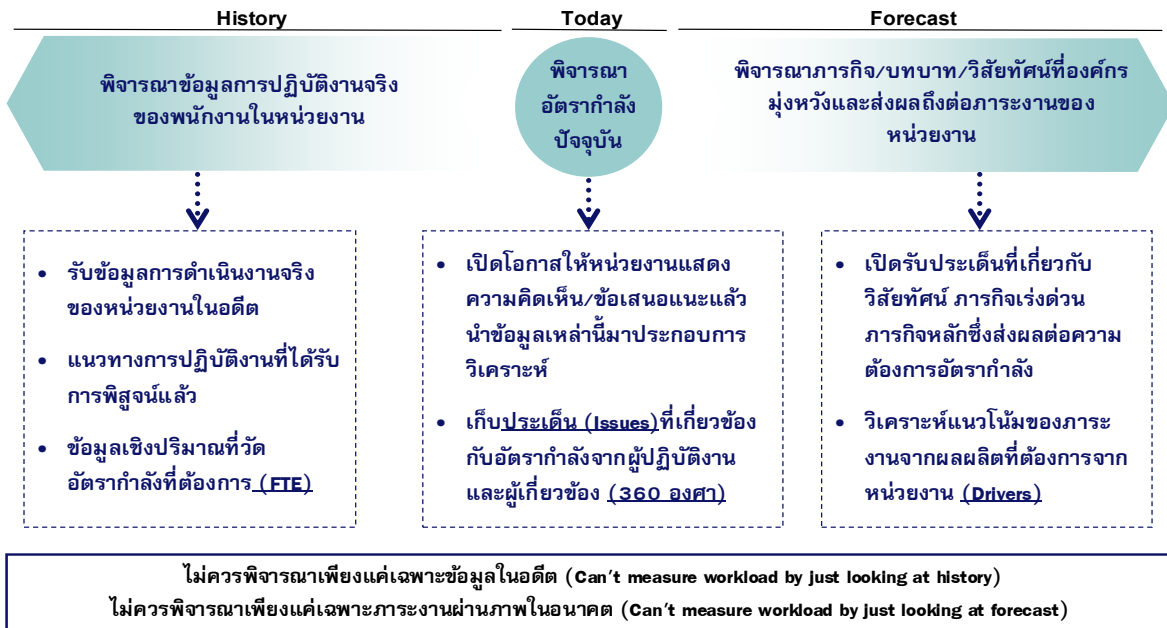 History
Today
Forecast
พิจารณาข้อมูลการปฏิบัติงานจริง
ของพนักงานในหน่วยงาน
พิจารณา
อัตรากำลัง
ปัจจุบัน
พิจารณาภารกิจ/บทบาท/วิสัยทัศน์ที่องค์กร
มุ่งหวังและส่งผลถึงต่อภาระงานของ
หน่วยงาน
• รับข้อมูลการดำเนินงานจริง
ของหน่วยงานในอดีต
• แนวทางการปฏิบัติงานที่ได้รับ
การพิสูจน์แล้ว
• ข้อมูลเชิงปริมาณที่วัด
อัตรากำลังที่ต้องการ (FTE)
• เปิดโอกาสให้หน่วยงานแสดง
ความคิดเห็น/ข้อเสนอแนะแล้ว
นำข้อมูลเหล่านี้มาประกอบการ
วิเคราะห์
• เก็บประเด็น (Issues)ที่เกี่ยวข้อง
กับอัตรากำลังจากผู้ปฏิบัติงาน
และผู้เกี่ยวข้อง (360 องศา)
• เปิดรับประเด็นที่เกี่ยวกับ
วิสัยทัศน์ ภารกิจเร่งด่วน
ภารกิจหลักซึ่งส่งผลต่อความ
ต้องการอัตรากำลัง
• วิเคราะห์แนวโน้มของภาระ
งานจากผลผลิตที่ต้องการจาก
หน่วยงาน (Drivers)
ไม่ควรพิจารณาเพียงแค่เฉพาะข้อมูลในอดีต (Can't measure workload by just looking at history)
ไม่ควรพิจารณาเพียงแค่เฉพาะภาระงานผ่านภาพในอนาคต (Can't measure workload by just looking at forecast)